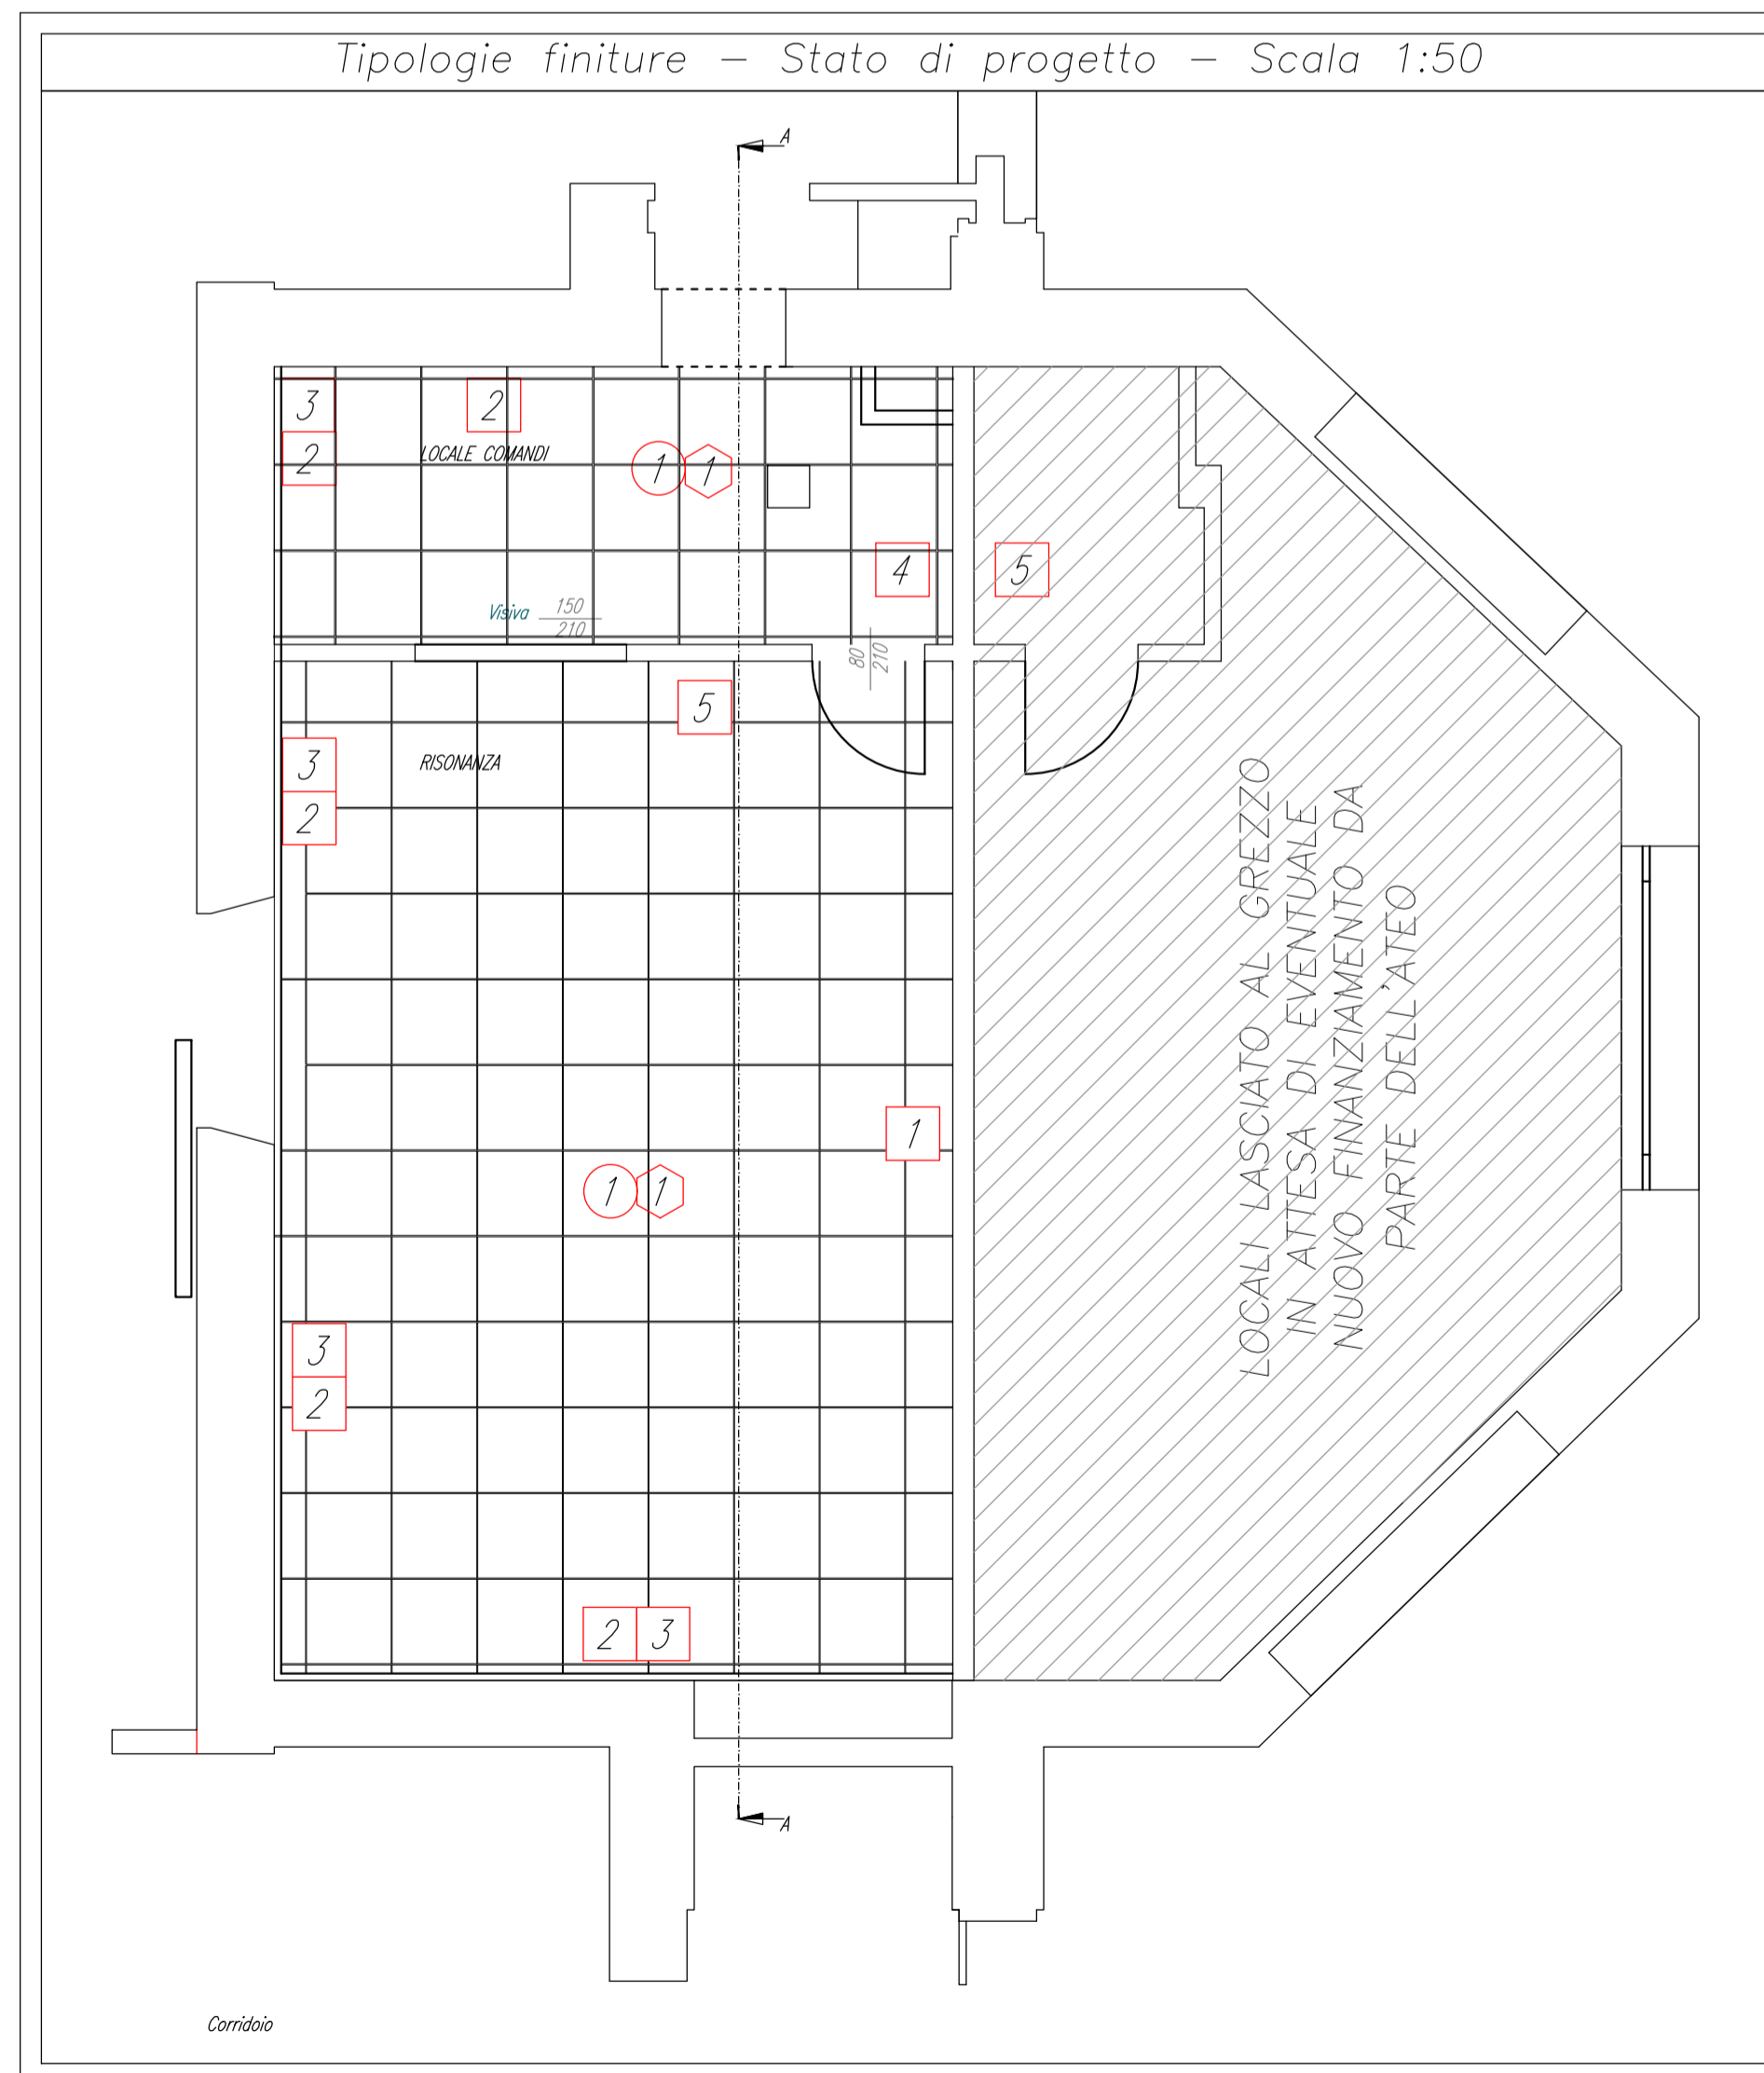 Tipologie finiture – Stato di progetto – Scala 1:50
A
3
2
2
LOCALE COMANDI
1
1
4
5
Visiva
150
210
80
210
5
3
2
RISONANZA
LOCALI LASCIATO AL GREZZO
IN ATTESA DI EVENTUALE
NUOVO FINANZIAMENTO DA
PARTE DELL'ATEO
1
1
1
3
2
2
3
A
Corridoio